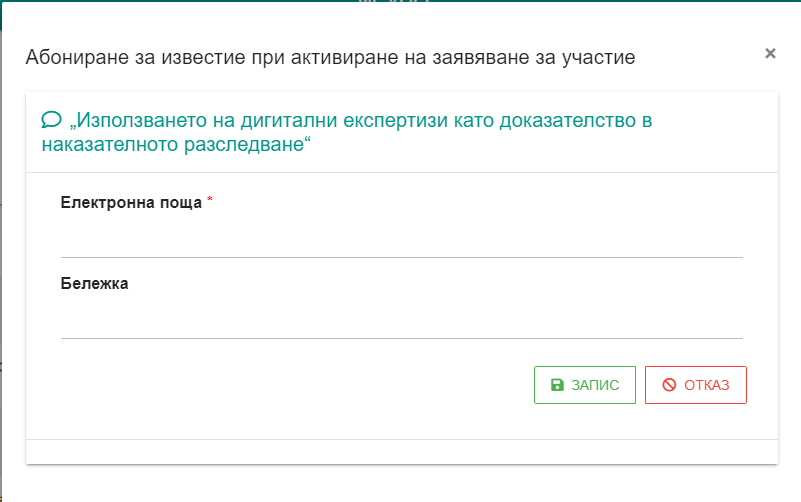 Абониране за известие при активиране на заявяване за участие
×
„Използването на дигитални експертизи като доказателство в
наказателното разследване“
Електронна поща *
Бележка
ЗАПИС
ОТКАЗ